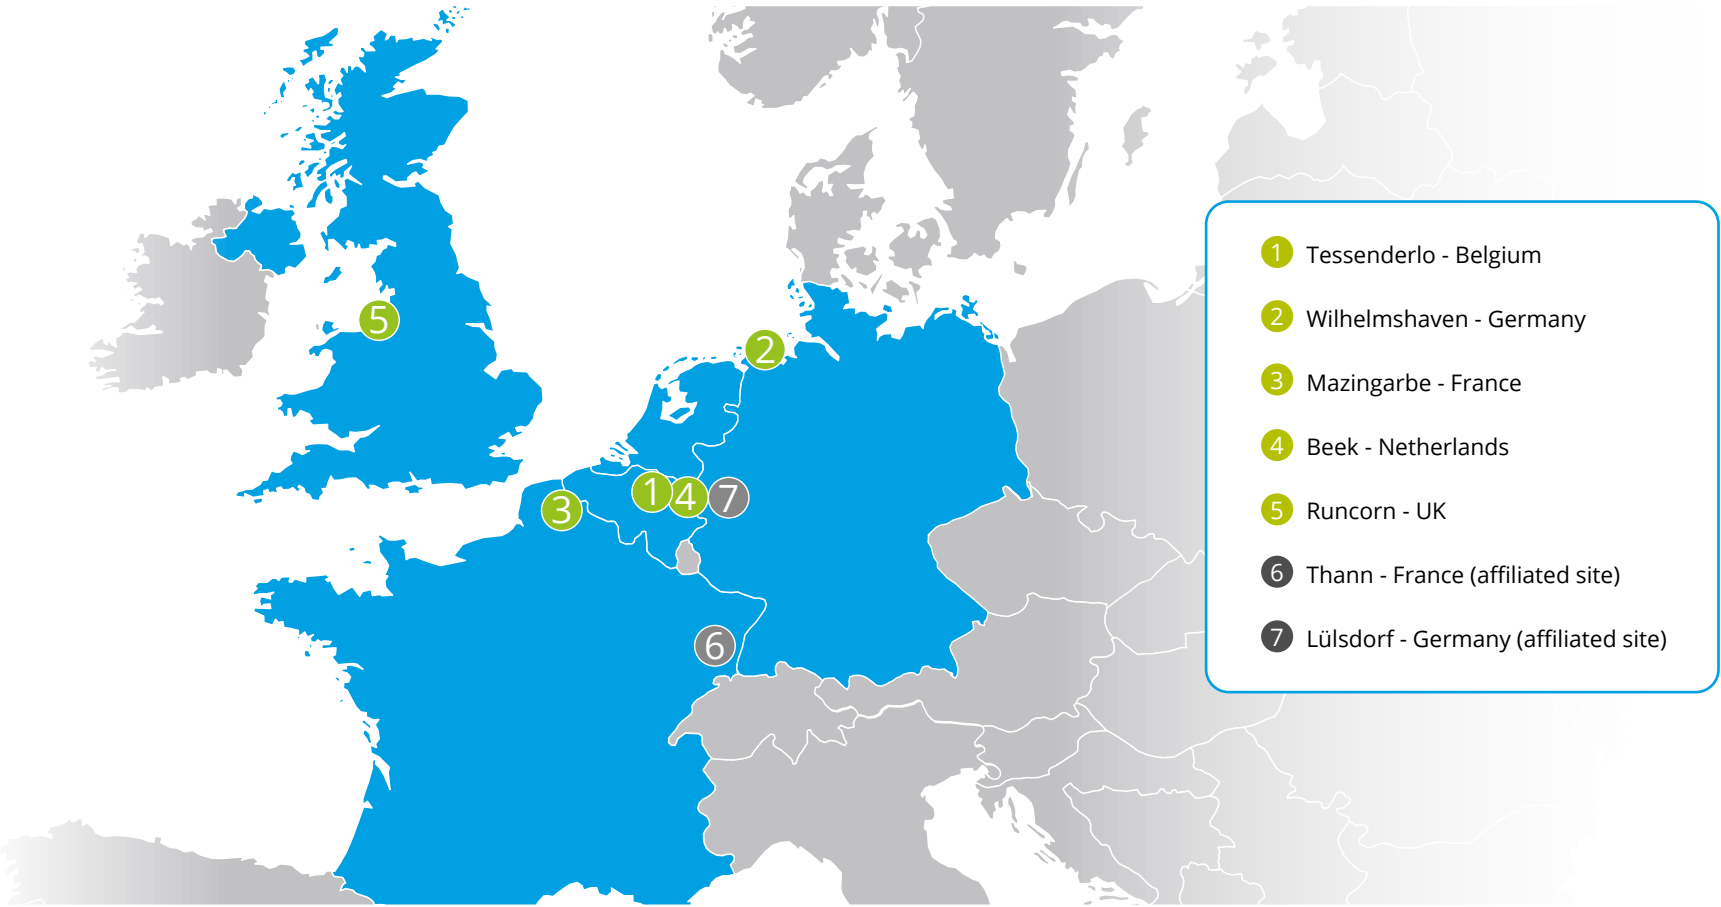 5
2
1
4
7
3
6
1 Tessenderlo - Belgium
2 Wilhelmshaven - Germany
3 Mazingarbe - France
4 Beek - Netherlands
5 Runcorn - UK
6 Thann - France (affiliated site)
7 Lülsdorf - Germany (affiliated site)